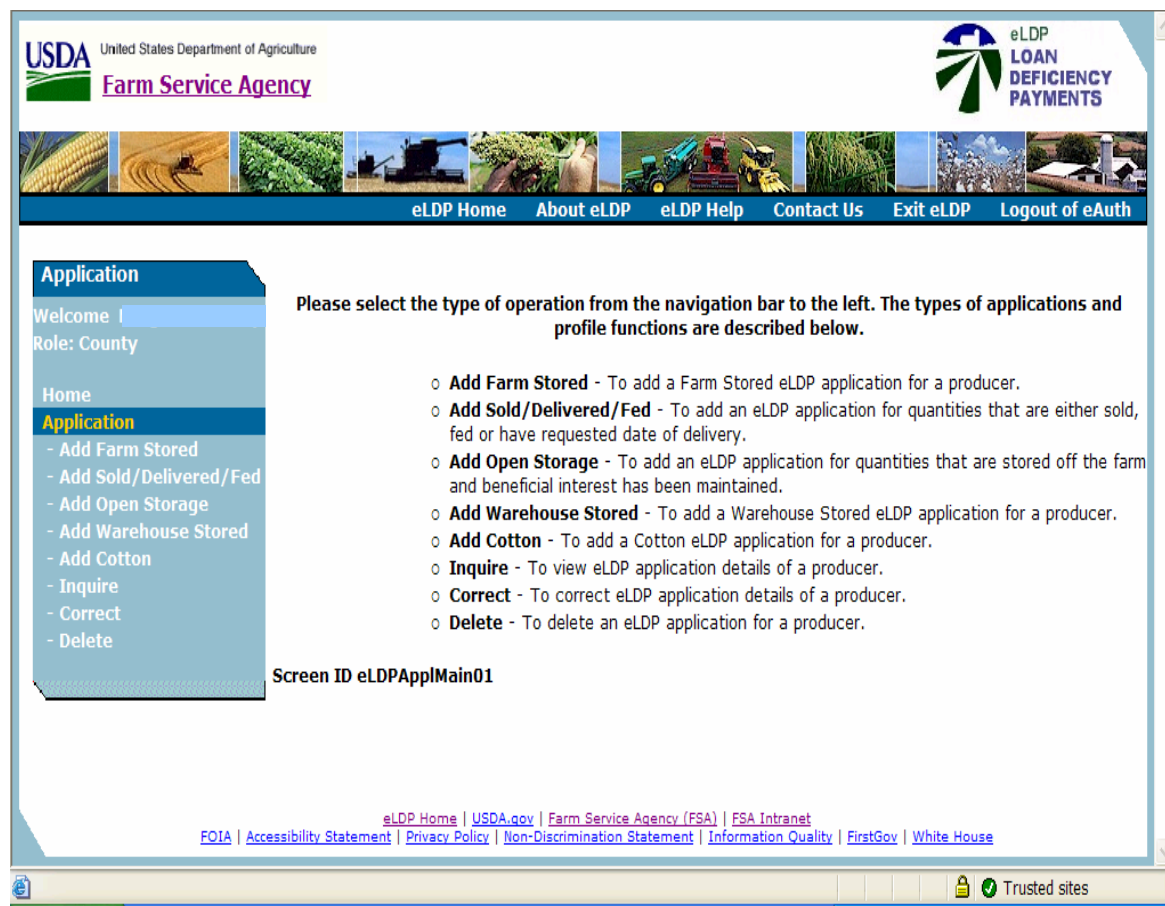 USDA United States Department of Agriculture
Farm Service Agency
eLDP
LOAN
DEFICIENCY
PAYMENTS
eLDP Home About eLDP eLDP Help Contact Us Exit eLDP Logout of eAuth
Application
Welcome
Role: County
Home
Application
- Add Farm Stored
- Add Sold/Delivered/Fed
- Add Open Storage
- Add Warehouse Stored
- Add Cotton
- Inquire
- Correct
- Delete
Please select the type of operation from the navigation bar to the left. The types of applications and
profile functions are described below.
o Add Farm Stored - To add a Farm Stored eLDP application for a producer.
o Add Sold/Delivered/Fed - To add an eLDP application for quantities that are either sold,
fed or have requested date of delivery.
o Add Open Storage - To add an eLDP application for quantities that are stored off the farm
and beneficial interest has been maintained.
o Add Warehouse Stored - To add a Warehouse Stored eLDP application for a producer.
o Add Cotton - To add a Cotton eLDP application for a producer.
o Inquire - To view eLDP application details of a producer.
o Correct - To correct eLDP application details of a producer.
o Delete - To delete an eLDP application for a producer.
Screen ID eLDPApplMain01
eLDP Home | USDA.gov | Farm Service Agency (FSA) | FSA Intranet
FOIA | Accessibility Statement | Privacy Policy | Non-Discrimination Statement | Information Quality | FirstGov | White House
Trusted sites